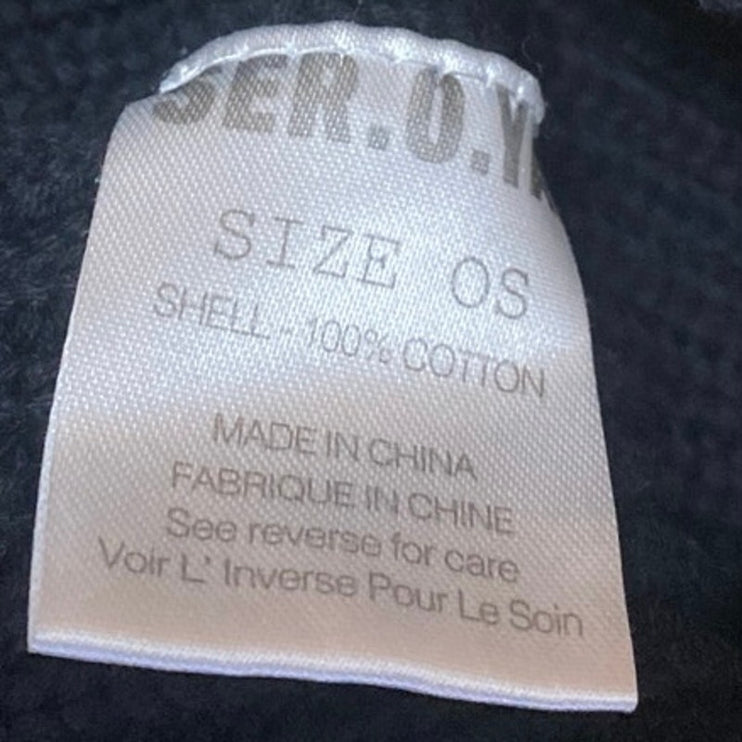 SER.O.YA
SIZE OS
SHELL - 100% COTTON
MADE IN CHINA
FABRIQUE IN CHINE
See reverse for care
Voir L' Inverse Pour Le Soin